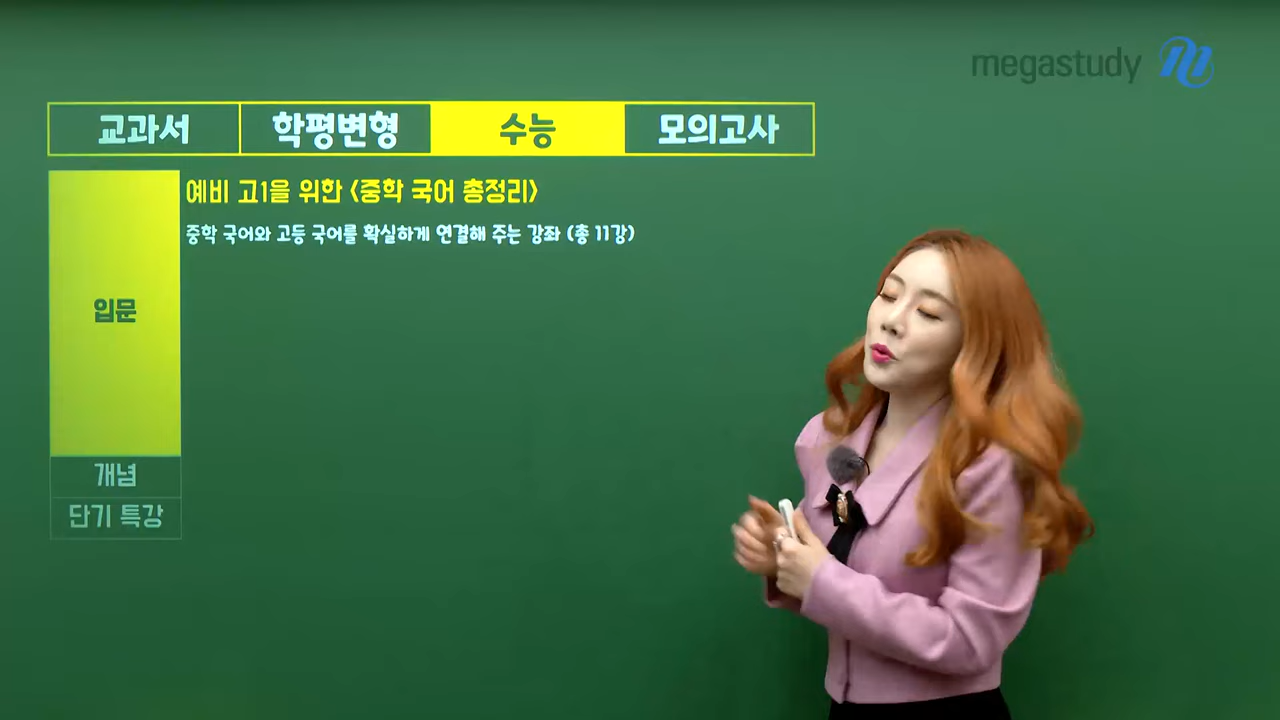 megastudy
교과서 학평변형 수능 모의고사
예비 고1을 위한 <중학 국어 총정리>
중학 국어와 고등 국어를 확실하게 연결해 주는 강좌 (총 11강)
입문
개념
단기 특강